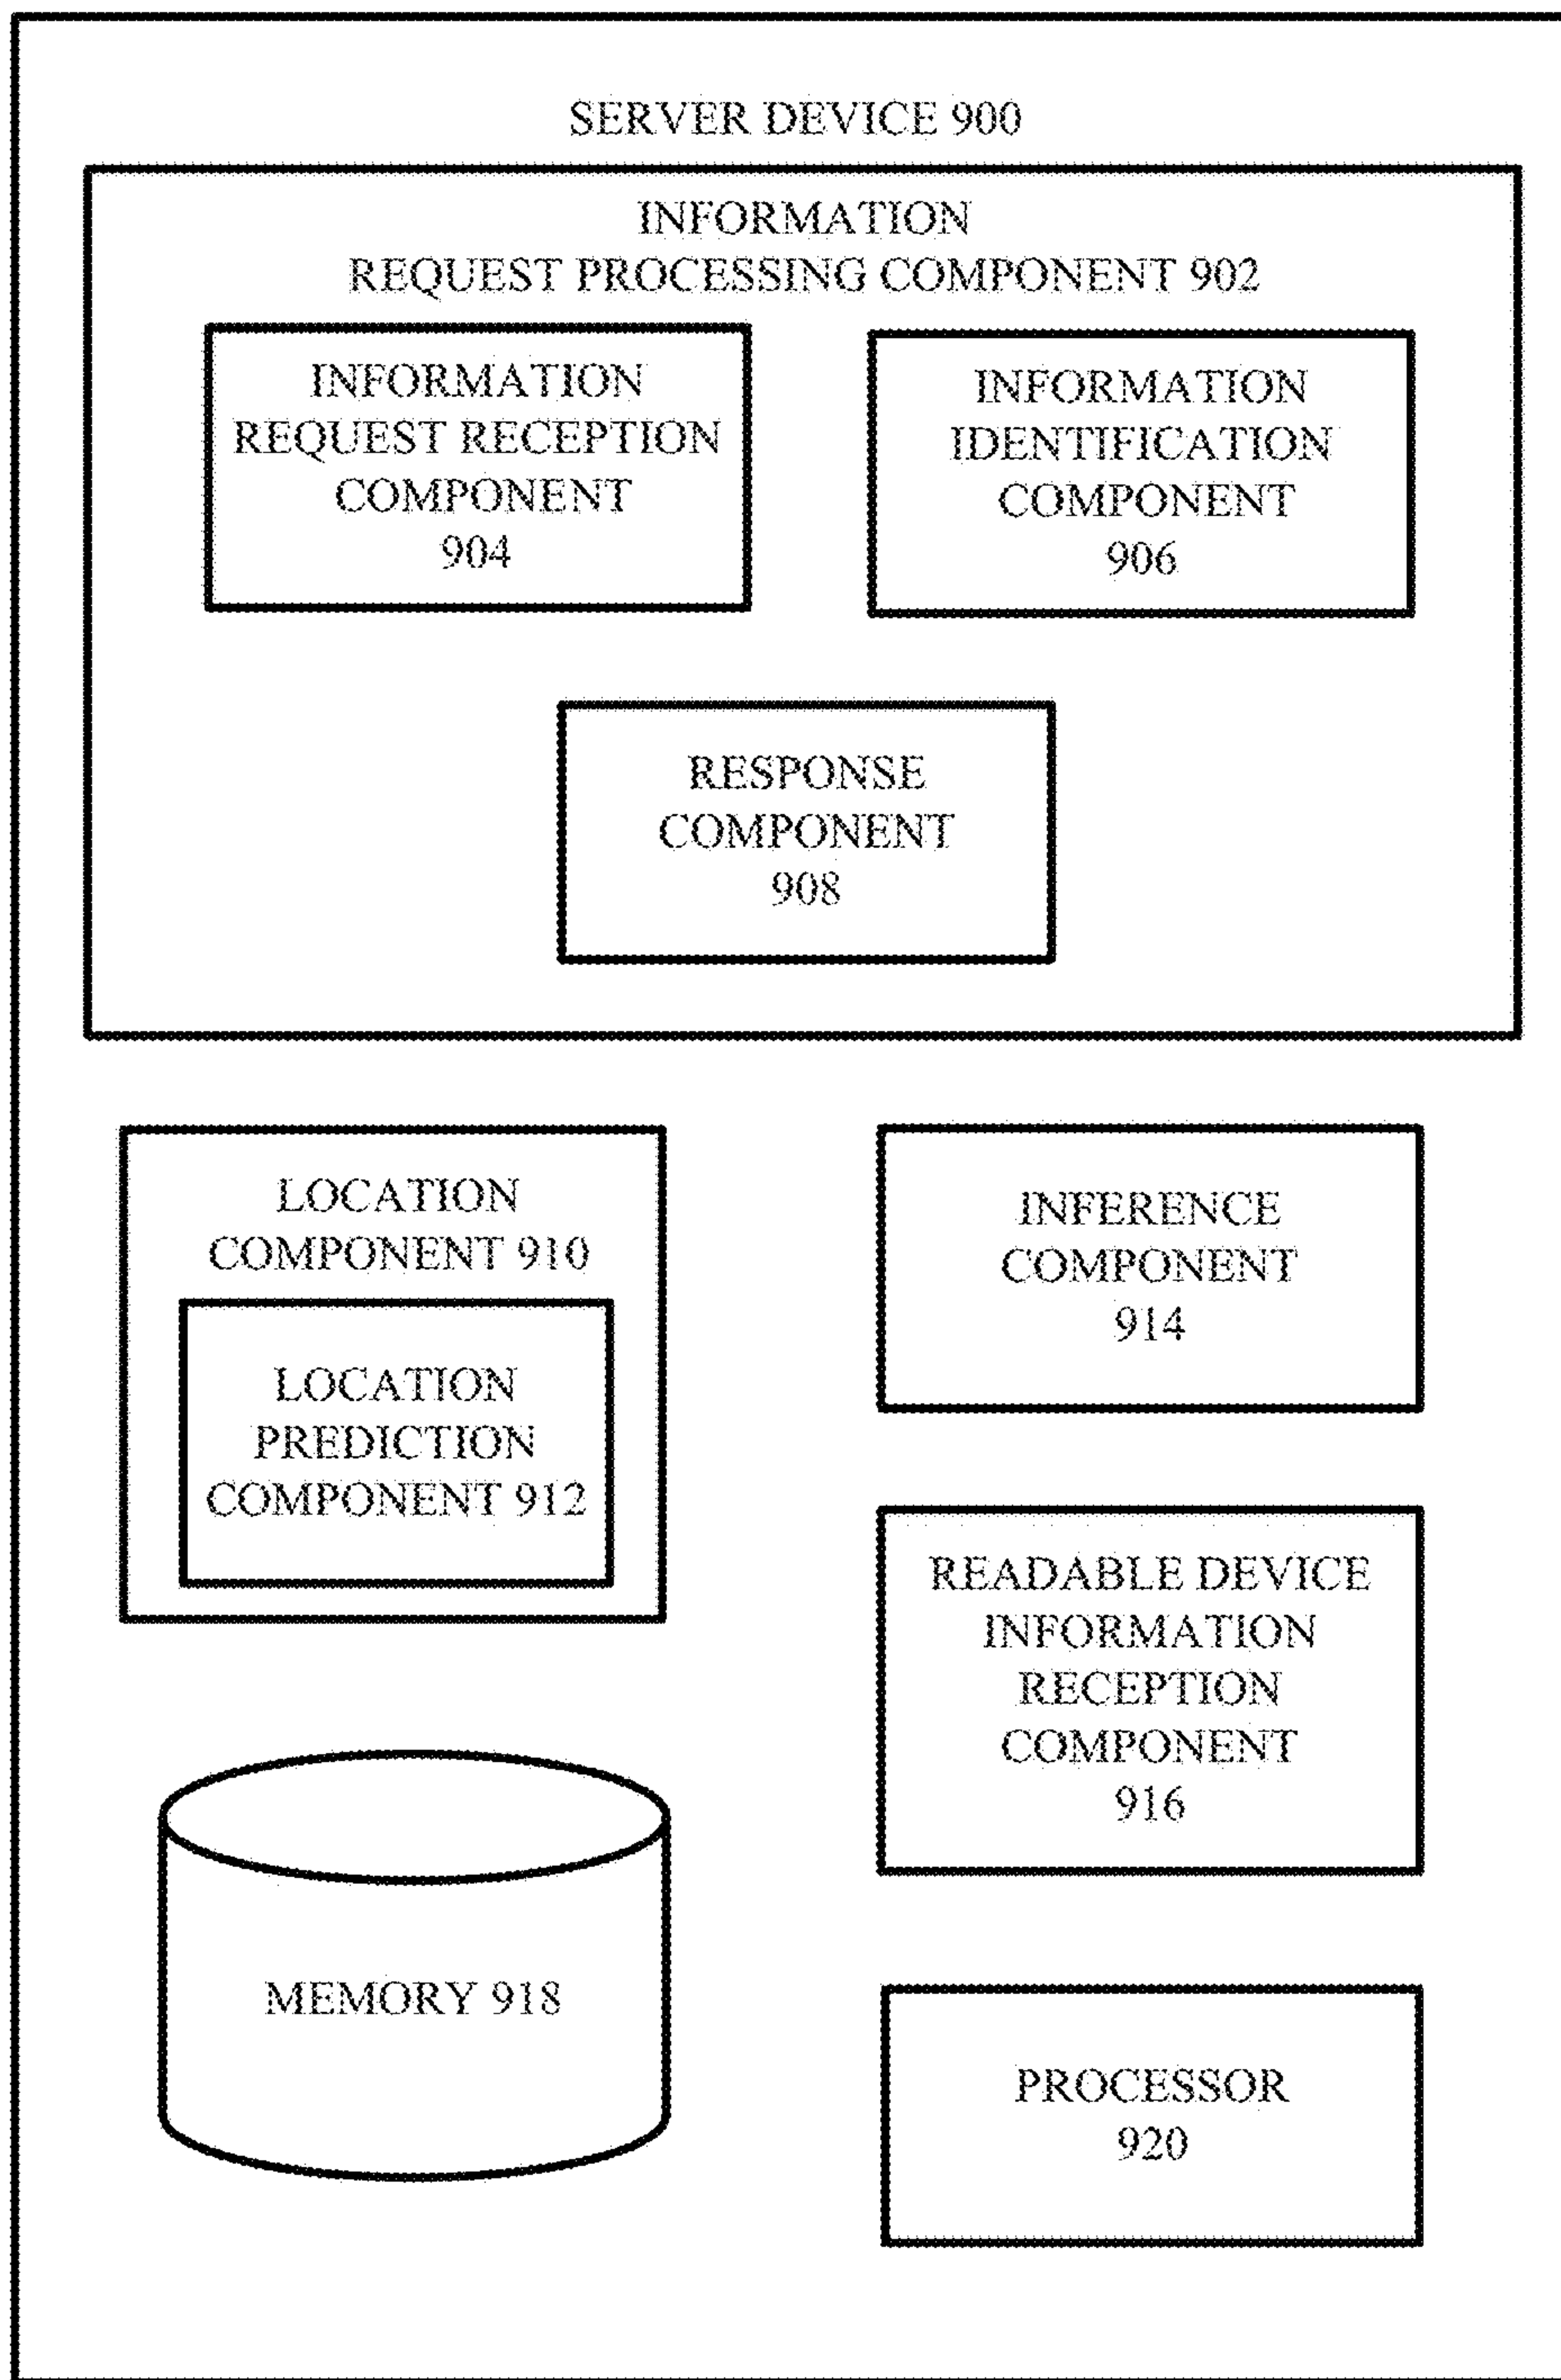 SERVER DEVICE 900
INFORMATION
REQUEST PROCESSING COMPONENT 902
INFORMATION
REQUEST RECEPTION
COMPONENT
904
INFORMATION
IDENTIFICATION
COMPONENT
906
RESPONSE
COMPONENT
908
LOCATION
COMPONENT 910
LOCATION
PREDICTION
COMPONENT 912
INFERENCE
COMPONENT
914
READABLE DEVICE
INFORMATION
RECEPTION
COMPONENT
916
MEMORY 918
PROCESSOR
920